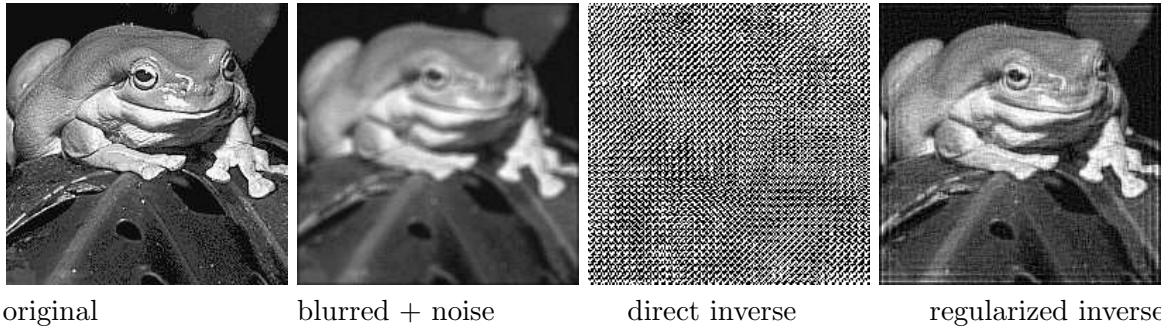 original
blurred + noise
direct inverse
regularized inverse